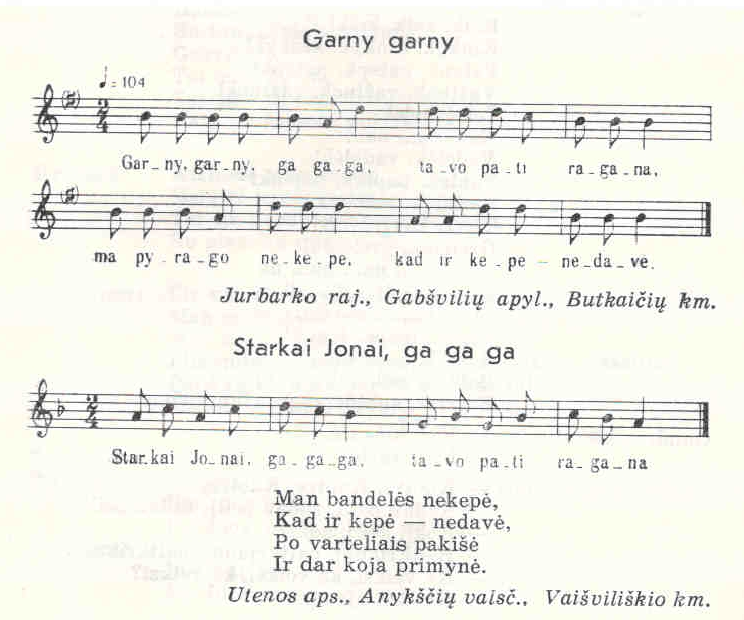 Garny garny
♩ = 104
Gar_ny, gar_ny, ga ga_ga, ta_vo pa_ti ra_ga_na,
ma py_ra_go ne_ke_pe, kad ir ke_pe – ne_da_vė.
Jurbarko raj., Gabšvilių apyl., Butkaičių km.
Starkai Jonai, ga ga ga
Star_kai Jo_nai, ga_ga_ga, ta_vo pa_ti ra_ga_na
Man bandelės nekepė,
Kad ir kepė — nedavė,
Po varteliais pakišė
Ir dar koja primynė.
Utenos aps., Anykščių valsč., Vaišviliškio km.